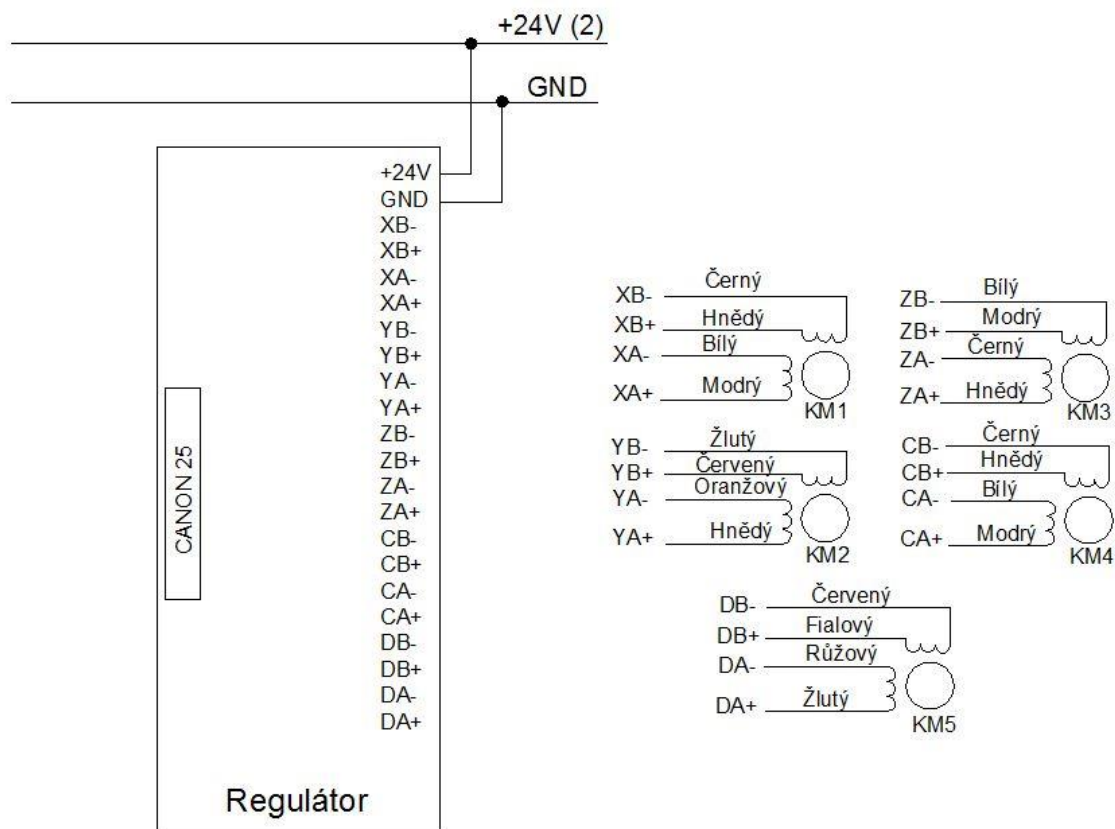 +24V (2)
GND
+24V
GND
XB-
XB+
XA-
XA+
YB-
YB+
YA-
YA+
ZB-
ZB+
ZA-
ZA+
CB-
CB+
CA-
CA+
DB-
DB+
DA-
DA+
CANON 25
Regulátor
XB- Černý
XB+ Hnědý
XA- Bílý
XA+ Modrý
KM1
ZB- Bílý
ZB+ Modrý
ZA- Černý
ZA+ Hnědý
KM3
YB- Žlutý
YB+ Červený
YA- Oranžový
YA+ Hnědý
KM2
CB- Černý
CB+ Hnědý
CA- Bílý
CA+ Modrý
KM4
DB- Červený
DB+ Fialový
DA- Růžový
DA+ Žlutý
KM5